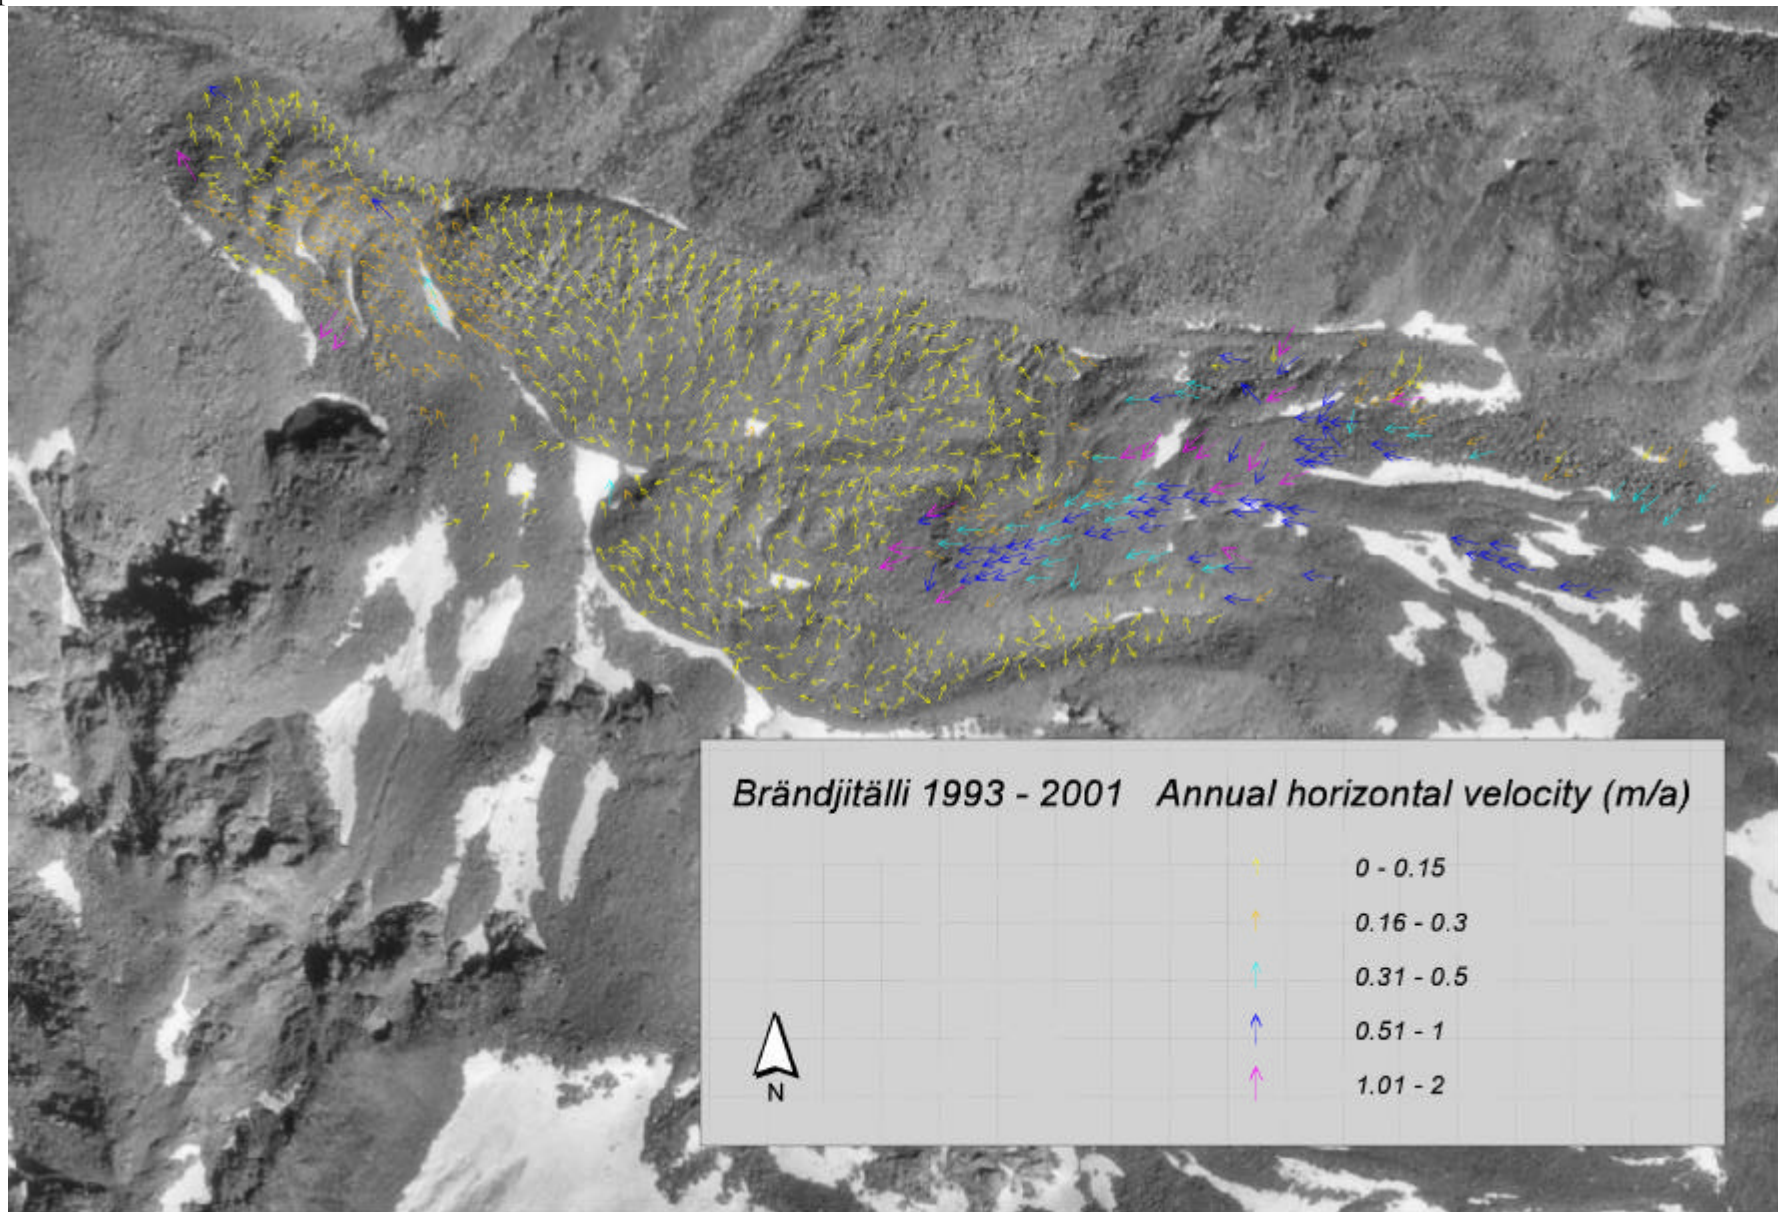 Brändjitälli 1993 - 2001 Annual horizontal velocity (m/a)
0 - 0.15
0.16 - 0.3
0.31 - 0.5
0.51 - 1
1.01 - 2
N